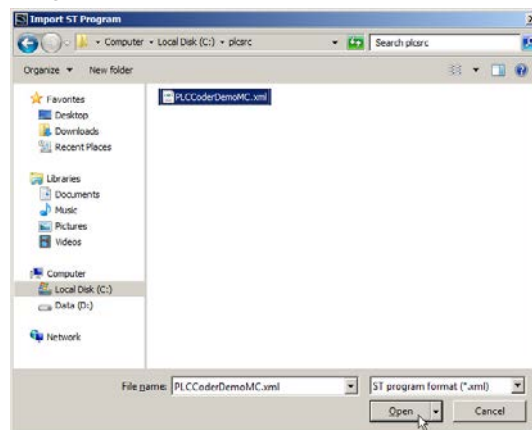 Import ST Program
Computer
Local Disk (C:)
plcsrc
Search plcsrc
Organize
New folder
Favorites
Desktop
Downloads
Recent Places
Libraries
Documents
Music
Pictures
Videos
Computer
Local Disk (C:)
Data (D:)
Network
PLCCoderDemoMC.xml
File name:
PLCCoderDemoMC.xml
ST program format (*.xml)
Open
Cancel